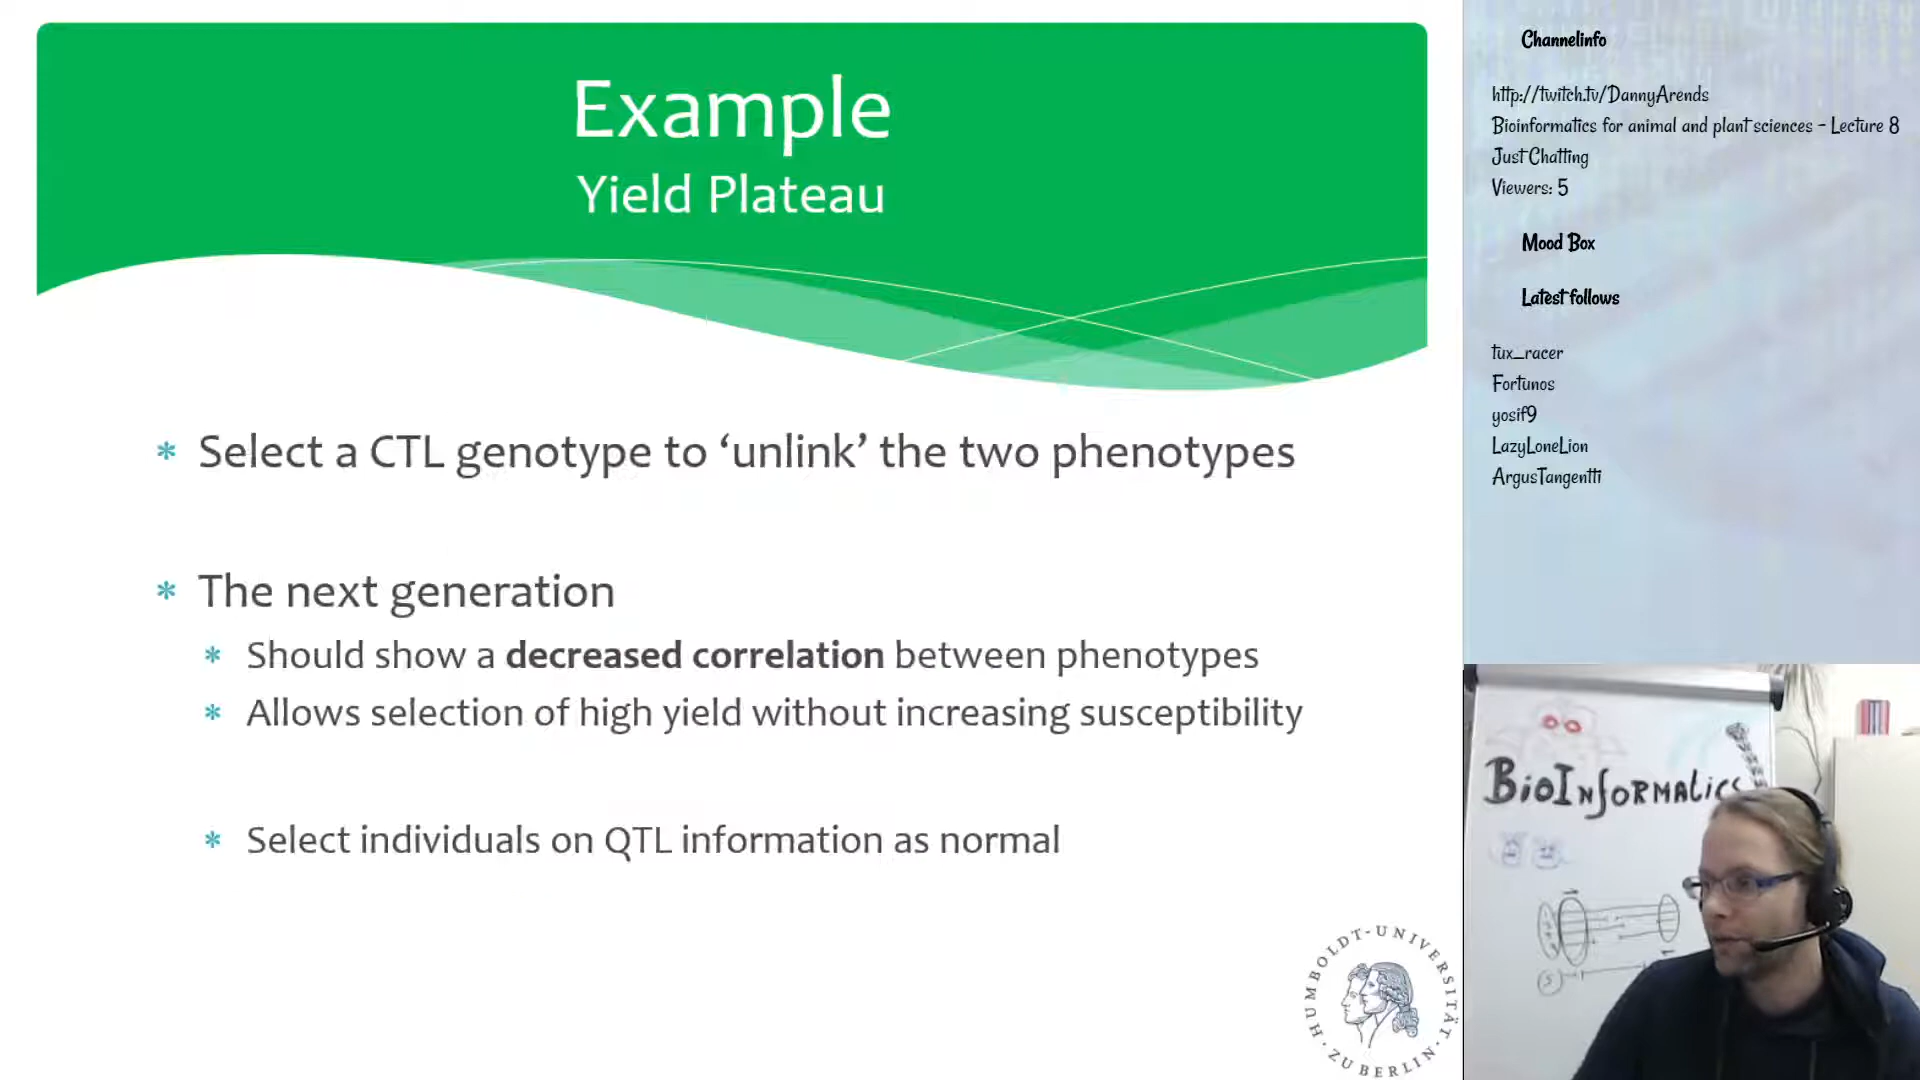 Example
Yield Plateau
* Select a CTL genotype to ‘unlink’ the two phenotypes
* The next generation
* Should show a decreased correlation between phenotypes
* Allows selection of high yield without increasing susceptibility
* Select individuals on QTL information as normal
HUMBOLDT-UNIVERSITÄT
ZU BERLIN
Channelinfo
http://twitch.tv/DannyArends
Bioinformatics for animal and plant sciences - Lecture 8
Just Chatting
Viewers: 5
Mood Box
Latest follows
tux_racer
Fortunos
yosif9
LazyLoneLion
ArgusTangentti
BioInformatics